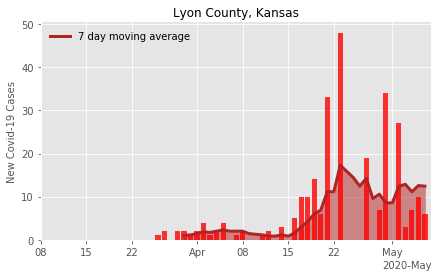 Lyon County, Kansas
7 day moving average
New Covid-19 Cases
50
40
30
20
10
0
08 15 22 Apr 08 15 22 May
2020-May